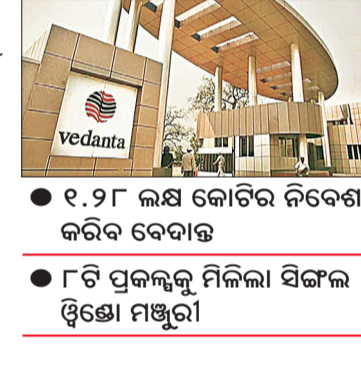 vedanta
● ୧.୨୮ ଲକ୍ଷ କୋଟିର ନିବେଶ
କରିବ ବେଦାନ୍ତ
● ୮ଟି ପ୍ରକଳ୍ପକୁ ମିଳିଲା ସିଙ୍ଗଲ
ୱିଣ୍ଡୋ ମଞ୍ଜୁରୀ